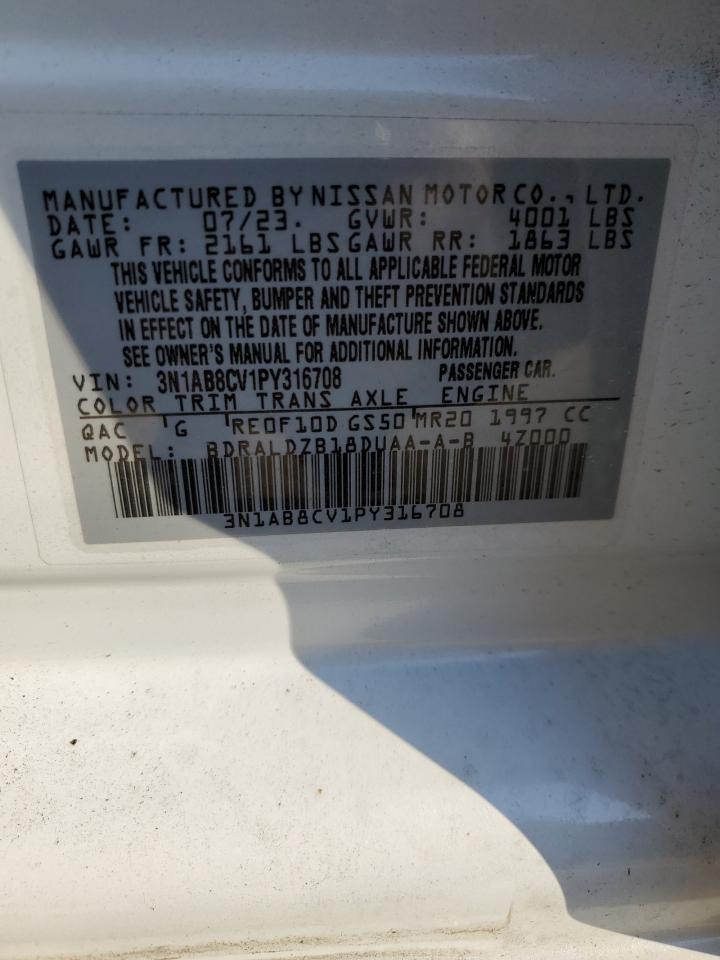 MANUFACTURED BY NISSAN MOTOR CO., LTD.
DATE: 07/23. GVWR: 4001 LBS
GAWR FR: 2161 LBS GAWR RR: 1863 LBS
THIS VEHICLE CONFORMS TO ALL APPLICABLE FEDERAL MOTOR
VEHICLE SAFETY, BUMPER AND THEFT PREVENTION STANDARDS
IN EFFECT ON THE DATE OF MANUFACTURE SHOWN ABOVE.
SEE OWNER'S MANUAL FOR ADDITIONAL INFORMATION.
VIN: 3N1AB8CV1PY316708 PASSENGER CAR.
COLOR TRIM TRANS AXLE ENGINE
QAC G RE0F10D GS50 MR20 1997 CC
MODEL: BDRALDZB18DUAA-A-B 4Z000
3N1AB8CV1PY316708